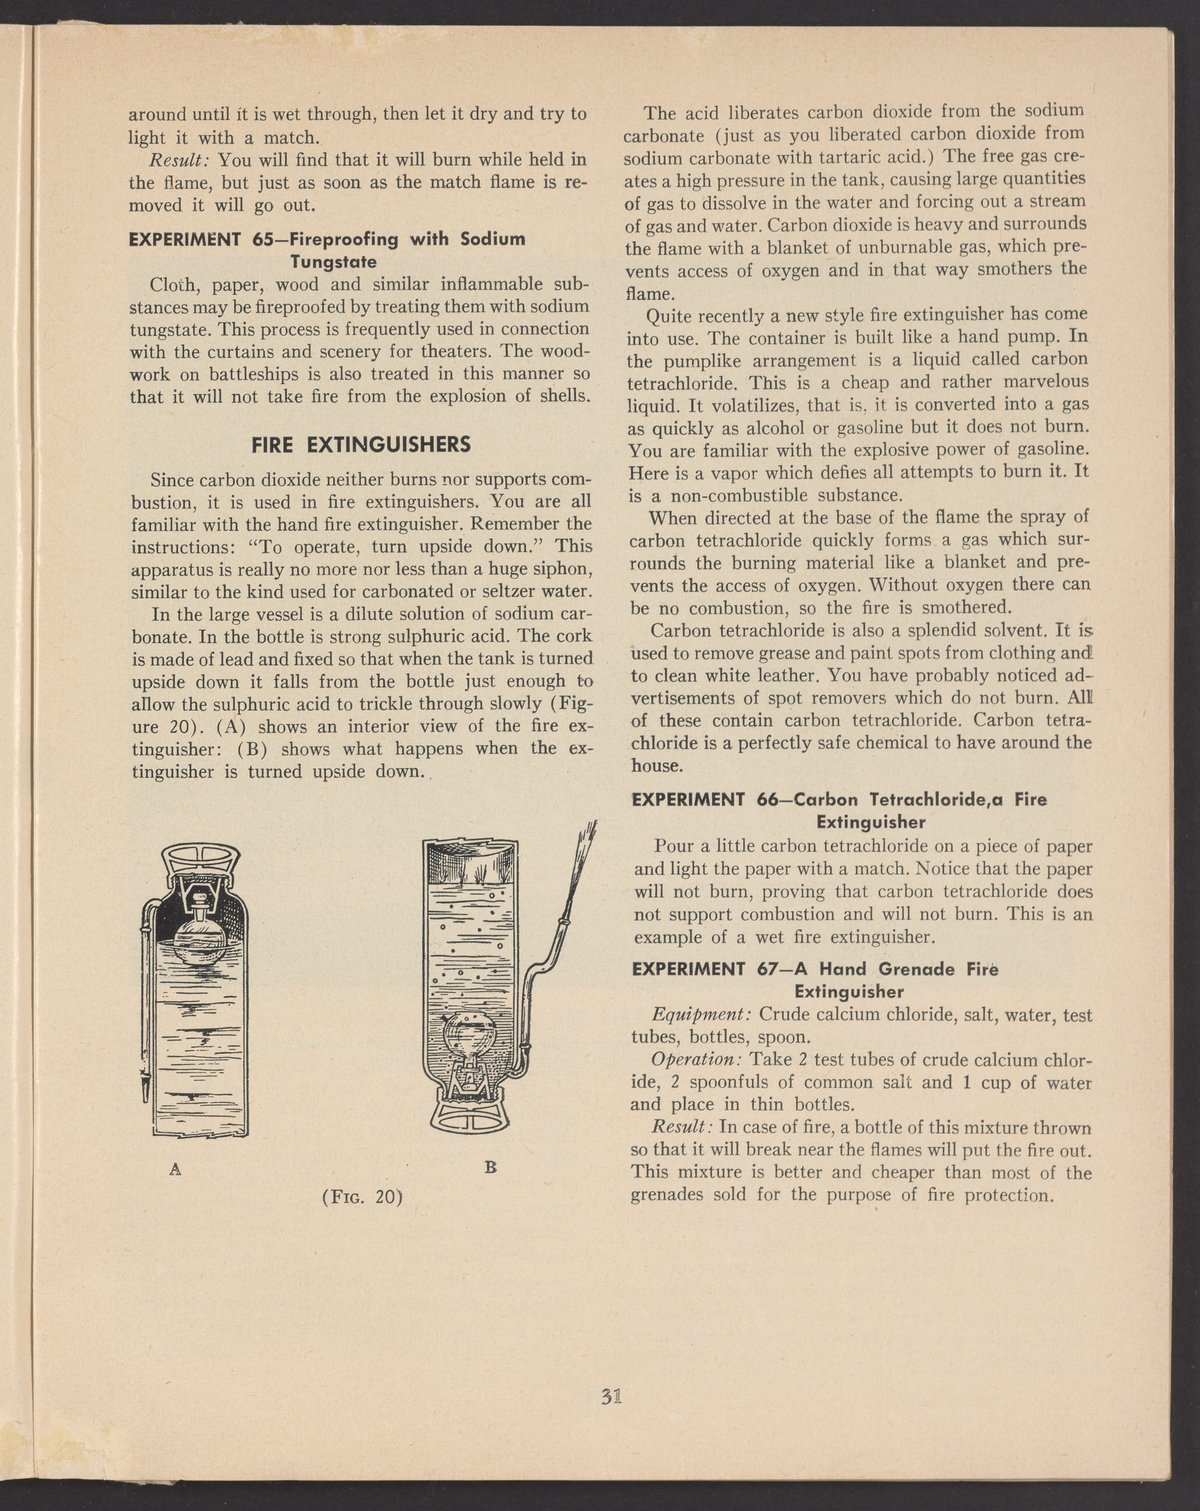 around until it is wet through, then let it dry and try to
light it with a match.
Result: You will find that it will burn while held in
the flame, but just as soon as the match flame is re-
moved it will go out.
EXPERIMENT 65—Fireproofing with Sodium
Tungstate
Cloth, paper, wood and similar inflammable sub-
stances may be fireproofed by treating them with sodium
tungstate. This process is frequently used in connection
with the curtains and scenery for theaters. The wood-
work on battleships is also treated in this manner so
that it will not take fire from the explosion of shells.
FIRE EXTINGUISHERS
Since carbon dioxide neither burns nor supports com-
bustion, it is used in fire extinguishers. You are all
familiar with the hand fire extinguisher. Remember the
instructions: “To operate, turn upside down.” This
apparatus is really no more nor less than a huge siphon,
similar to the kind used for carbonated or seltzer water.
In the large vessel is a dilute solution of sodium car-
bonate. In the bottle is strong sulphuric acid. The cork
is made of lead and fixed so that when the tank is turned
upside down it falls from the bottle just enough to
allow the sulphuric acid to trickle through slowly (Fig-
ure 20). (A) shows an interior view of the fire ex-
tinguisher: (B) shows what happens when the ex-
tinguisher is turned upside down.
A
B
(FIG. 20)
The acid liberates carbon dioxide from the sodium
carbonate (just as you liberated carbon dioxide from
sodium carbonate with tartaric acid.) The free gas cre-
ates a high pressure in the tank, causing large quantities
of gas to dissolve in the water and forcing out a stream
of gas and water. Carbon dioxide is heavy and surrounds
the flame with a blanket of unburnable gas, which pre-
vents access of oxygen and in that way smothers the
flame.
Quite recently a new style fire extinguisher has come
into use. The container is built like a hand pump. In
the pumplike arrangement is a liquid called carbon
tetrachloride. This is a cheap and rather marvelous
liquid. It volatilizes, that is, it is converted into a gas
as quickly as alcohol or gasoline but it does not burn.
You are familiar with the explosive power of gasoline.
Here is a vapor which defies all attempts to burn it. It
is a non-combustible substance.
When directed at the base of the flame the spray of
carbon tetrachloride quickly forms a gas which sur-
rounds the burning material like a blanket and pre-
vents the access of oxygen. Without oxygen there can
be no combustion, so the fire is smothered.
Carbon tetrachloride is also a splendid solvent. It is
used to remove grease and paint spots from clothing and
to clean white leather. You have probably noticed ad-
vertisements of spot removers which do not burn. All
of these contain carbon tetrachloride. Carbon tetra-
chloride is a perfectly safe chemical to have around the
house.
EXPERIMENT 66—Carbon Tetrachloride,a Fire
Extinguisher
Pour a little carbon tetrachloride on a piece of paper
and light the paper with a match. Notice that the paper
will not burn, proving that carbon tetrachloride does
not support combustion and will not burn. This is an
example of a wet fire extinguisher.
EXPERIMENT 67—A Hand Grenade Fire
Extinguisher
Equipment: Crude calcium chloride, salt, water, test
tubes, bottles, spoon.
Operation: Take 2 test tubes of crude calcium chlor-
ide, 2 spoonfuls of common salt and 1 cup of water
and place in thin bottles.
Result: In case of fire, a bottle of this mixture thrown
so that it will break near the flames will put the fire out.
This mixture is better and cheaper than most of the
grenades sold for the purpose of fire protection.
31